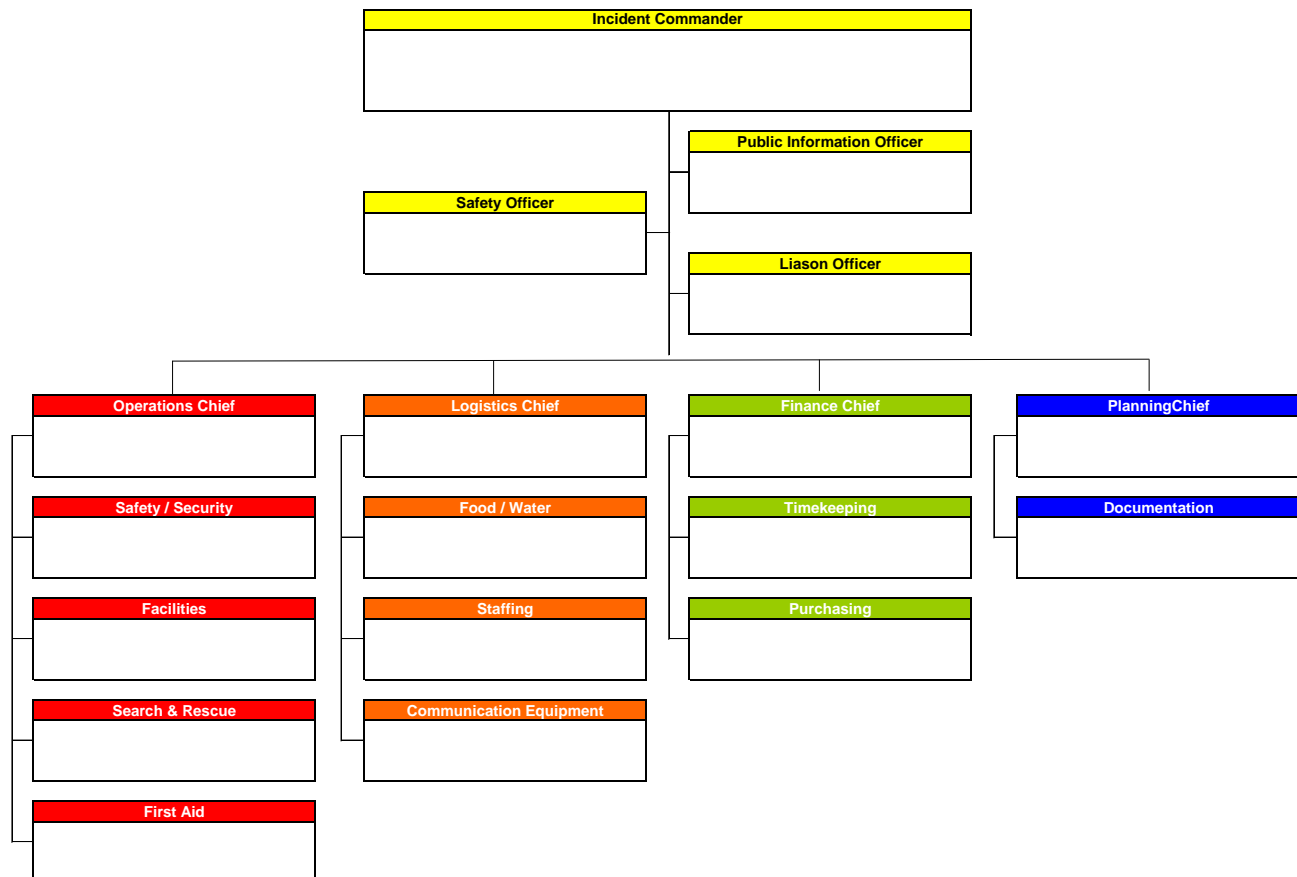 Incident Commander
Public Information Officer
Safety Officer
Liason Officer
Operations Chief
Logistics Chief
Finance Chief
PlanningChief
Safety / Security
Food / Water
Timekeeping
Documentation
Facilities
Staffing
Purchasing
Search & Rescue
Communication Equipment
First Aid